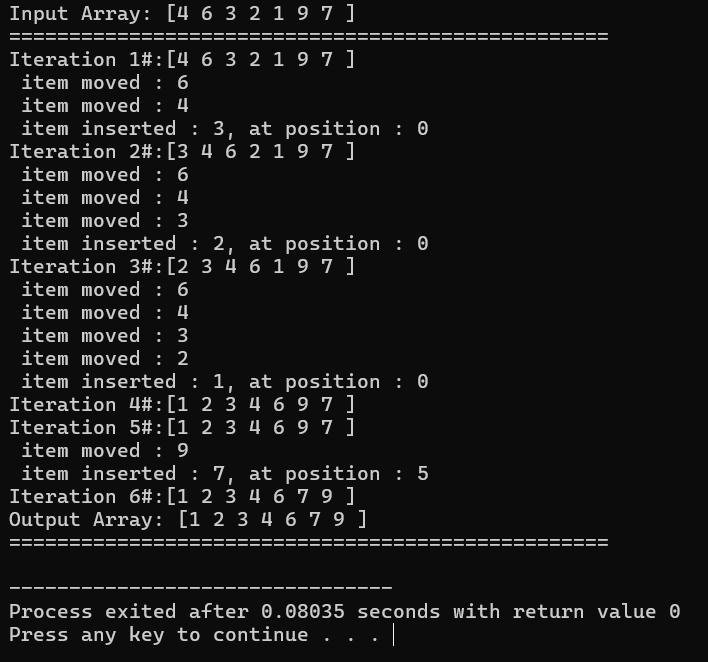 Input Array: [4 6 3 2 1 9 7 ]
==================================================
Iteration 1#:[4 6 3 2 1 9 7 ]
 item moved : 6
 item moved : 4
 item inserted : 3, at position : 0
Iteration 2#:[3 4 6 2 1 9 7 ]
 item moved : 6
 item moved : 4
 item moved : 3
 item inserted : 2, at position : 0
Iteration 3#:[2 3 4 6 1 9 7 ]
 item moved : 6
 item moved : 4
 item moved : 3
 item moved : 2
 item inserted : 1, at position : 0
Iteration 4#:[1 2 3 4 6 9 7 ]
Iteration 5#:[1 2 3 4 6 9 7 ]
 item moved : 9
 item inserted : 7, at position : 5
Iteration 6#:[1 2 3 4 6 7 9 ]
Output Array: [1 2 3 4 6 7 9 ]
==================================================
--------------------------------
Process exited after 0.08035 seconds with return value 0
Press any key to continue . . .